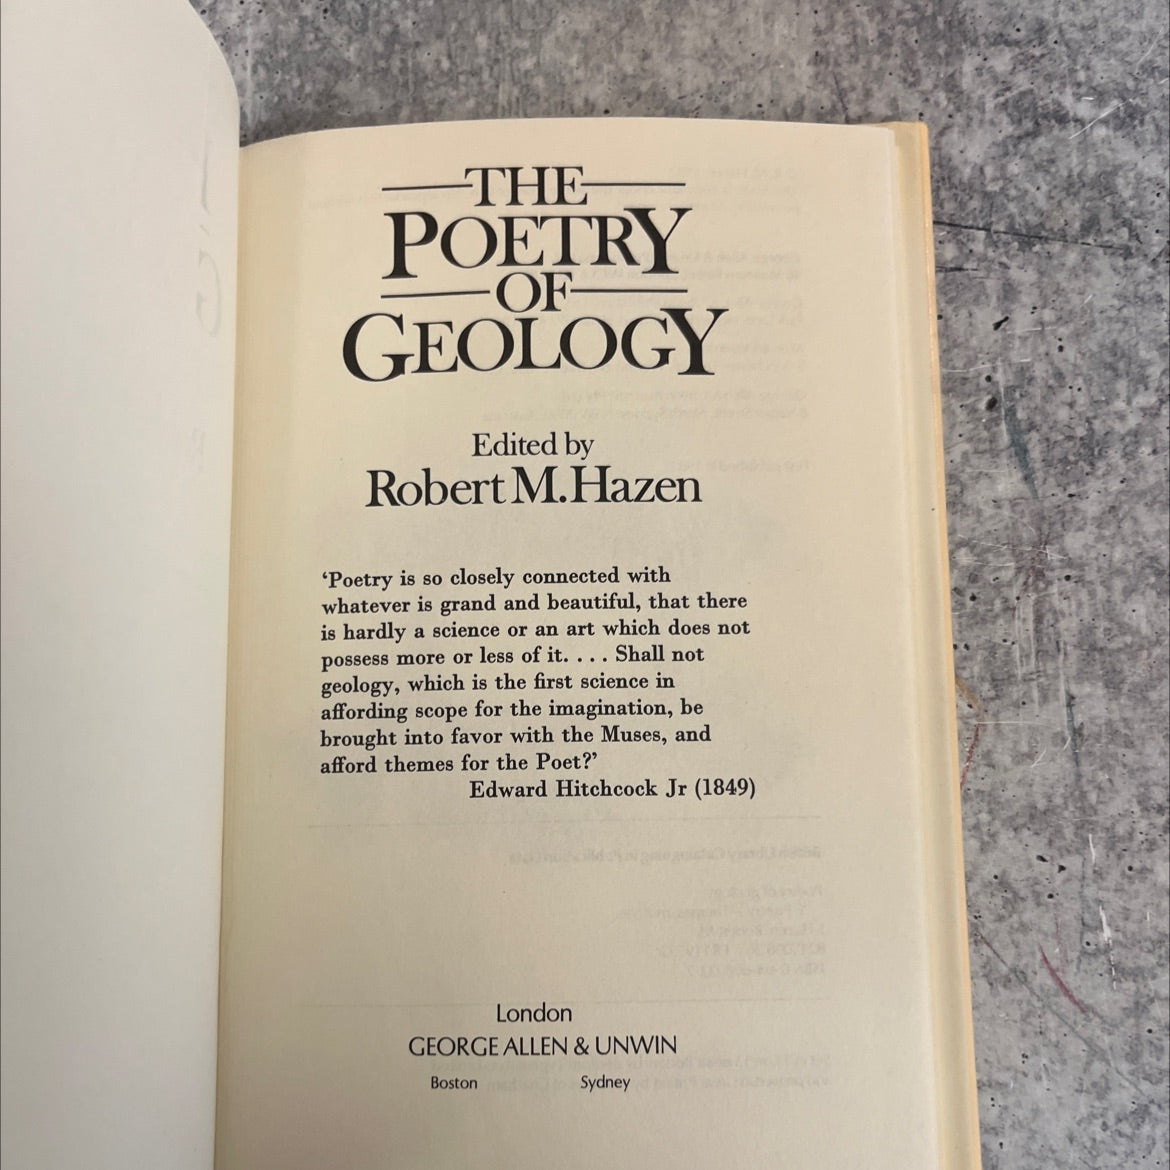 THE
POETRY
OF
GEOLOGY
Edited by
Robert M. Hazen
‘Poetry is so closely connected with
whatever is grand and beautiful, that there
is hardly a science or an art which does not
possess more or less of it. . . . Shall not
geology, which is the first science in
affording scope for the imagination, be
brought into favor with the Muses, and
afford themes for the Poet?’
Edward Hitchcock Jr (1849)
London
GEORGE ALLEN & UNWIN
Boston Sydney